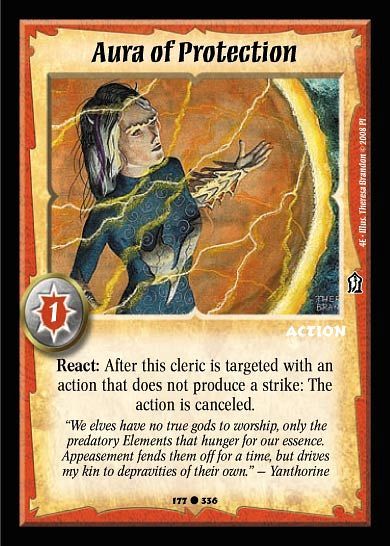 Aura of Protection
4E - Illus. Theresa Brandon © 2008 PI
THER
BRAN
1
ACTION
React: After this cleric is targeted with an
action that does not produce a strike: The
action is canceled.
“We elves have no true gods to worship, only the
predatory Elements that hunger for our essence.
Appeasement fends them off for a time, but drives
my kin to depravities of their own.” – Yanthorine
177 ● 336